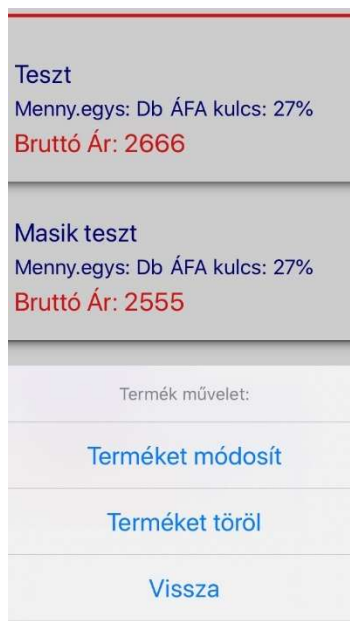 Teszt
Menny.egys: Db ÁFA kulcs: 27%
Bruttó Ár: 2666
Masik teszt
Menny.egys: Db ÁFA kulcs: 27%
Bruttó Ár: 2555
Termék művelet:
Terméket módosít
Terméket töröl
Vissza